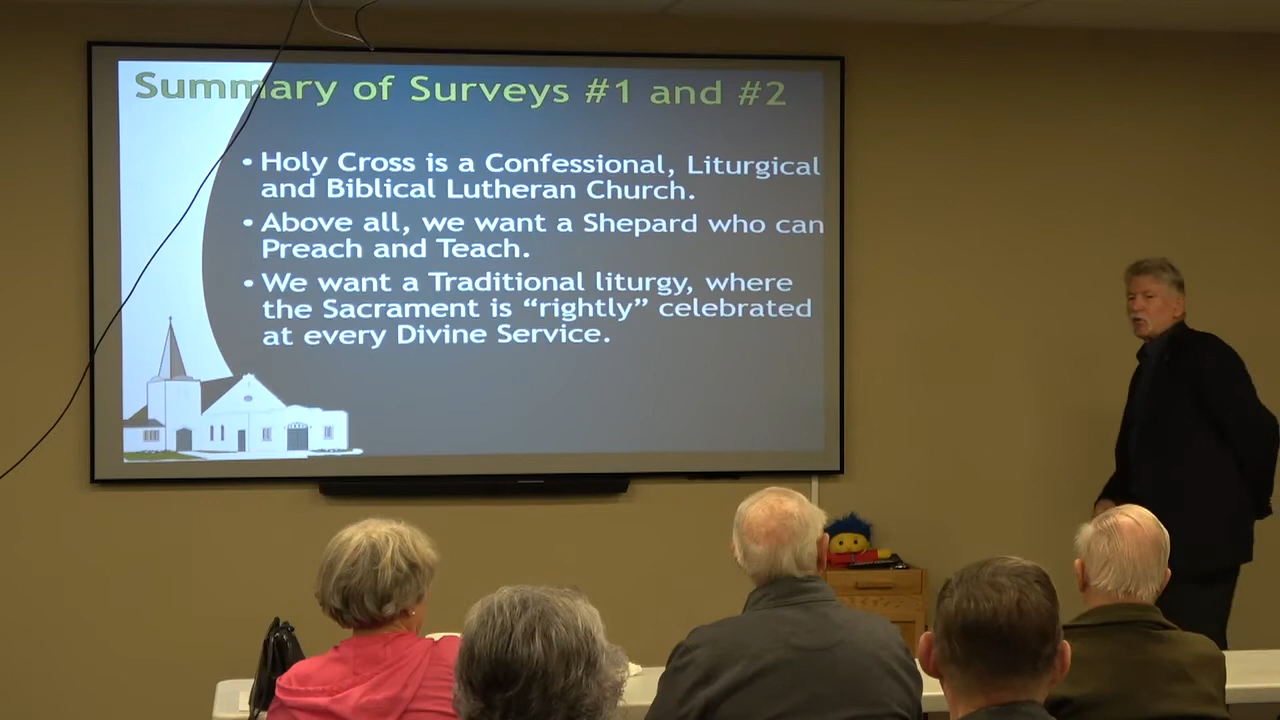 Summary of Surveys #1 and #2
• Holy Cross is a Confessional, Liturgical
and Biblical Lutheran Church.
• Above all, we want a Shepard who can
Preach and Teach.
• We want a Traditional liturgy, where
the Sacrament is “rightly” celebrated
at every Divine Service.